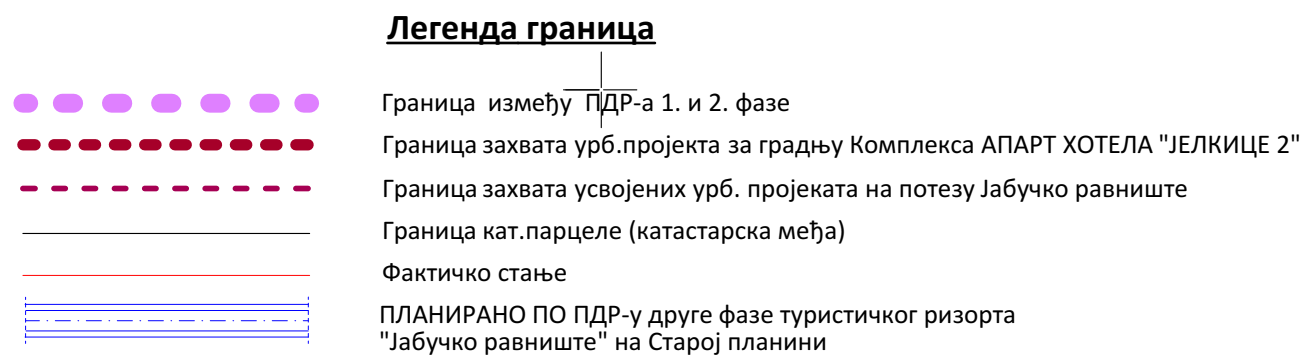 Легенда граница
Граница између ПДР-а 1. и 2. фазе
Граница захвата урб.пројекта за градњу Комплекса АПАРТ ХОТЕЛА "ЈЕЛКИЦЕ 2"
Граница захвата усвојених урб. пројеката на потезу Јабучко равниште
Граница кат.парцеле (катастарска међа)
Фактичко стање
ПЛАНИРАНО ПО ПДР-у друге фазе туристичког ризорта
"Јабучко равниште" на Старој планини